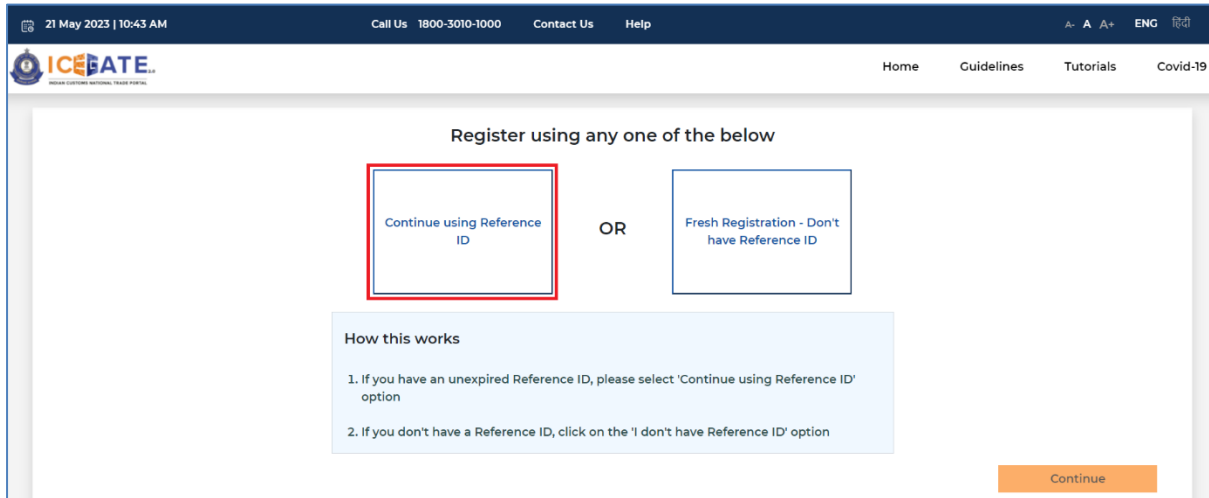 21 May 2023 | 10:43 AM Call Us 1800-3010-1000 Contact Us Help A- A A+ ENG हिंदी
ICEGATE
INDIAN CUSTOMS NATIONAL TRADE PORTAL
Home Guidelines Tutorials Covid-19
Register using any one of the below
Continue using Reference
ID
OR
Fresh Registration - Don't
have Reference ID
How this works
1. If you have an unexpired Reference ID, please select 'Continue using Reference ID'
option
2. If you don't have a Reference ID, click on the 'I don't have Reference ID' option
Continue